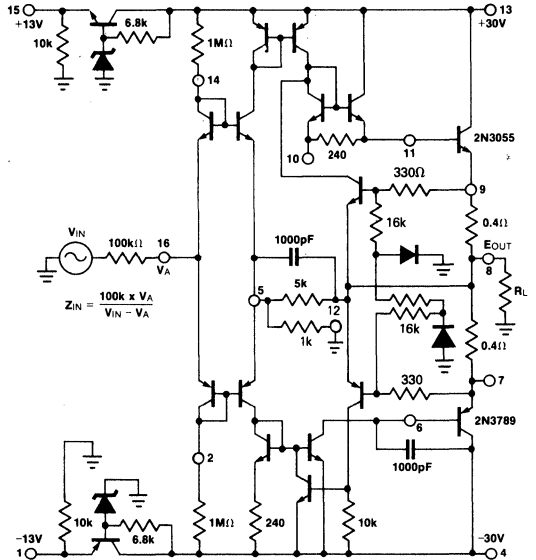 15
+13V
10k
6.8k
1MΩ
14
13
+30V
2N3055
10
240
11
330Ω
9
16k
0.4Ω
EOUT
8
RL
VIN
100kΩ
16
VA
ZIN = 100k x VA / VIN – VA
1000pF
5
5k
12
1k
16k
0.4Ω
7
330
2N3789
6
1000pF
2
–13V
1
10k
6.8k
1MΩ
240
10k
–30V
4